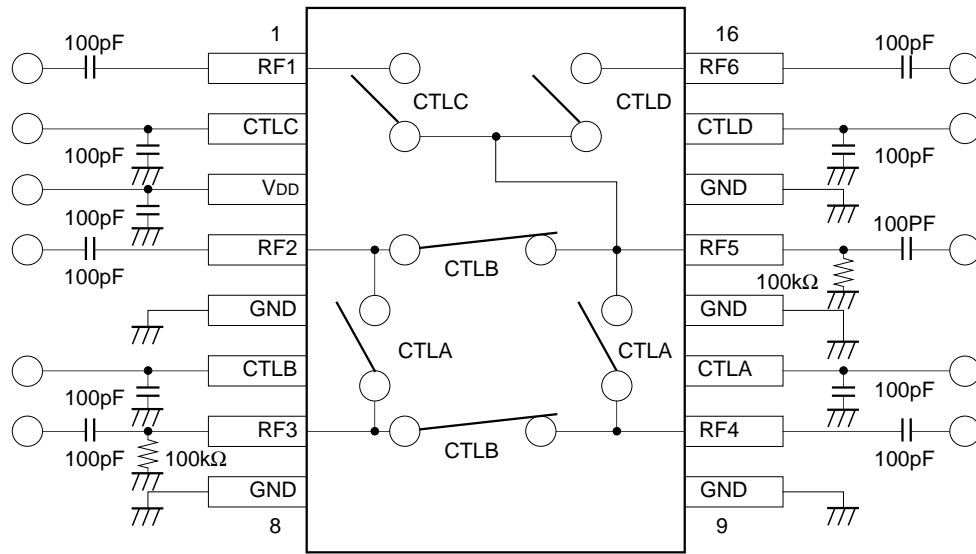 1
16
100pF
RF1
RF6
100pF
CTLC
CTLD
CTLC
CTLD
100pF
100pF
VDD
GND
100pF
100PF
RF2
RF5
100pF
CTLB
100kΩ
GND
GND
CTLA
CTLA
CTLB
CTLA
100pF
100pF
100pF
RF3
RF4
100pF
100kΩ
CTLB
100pF
GND
GND
8
9